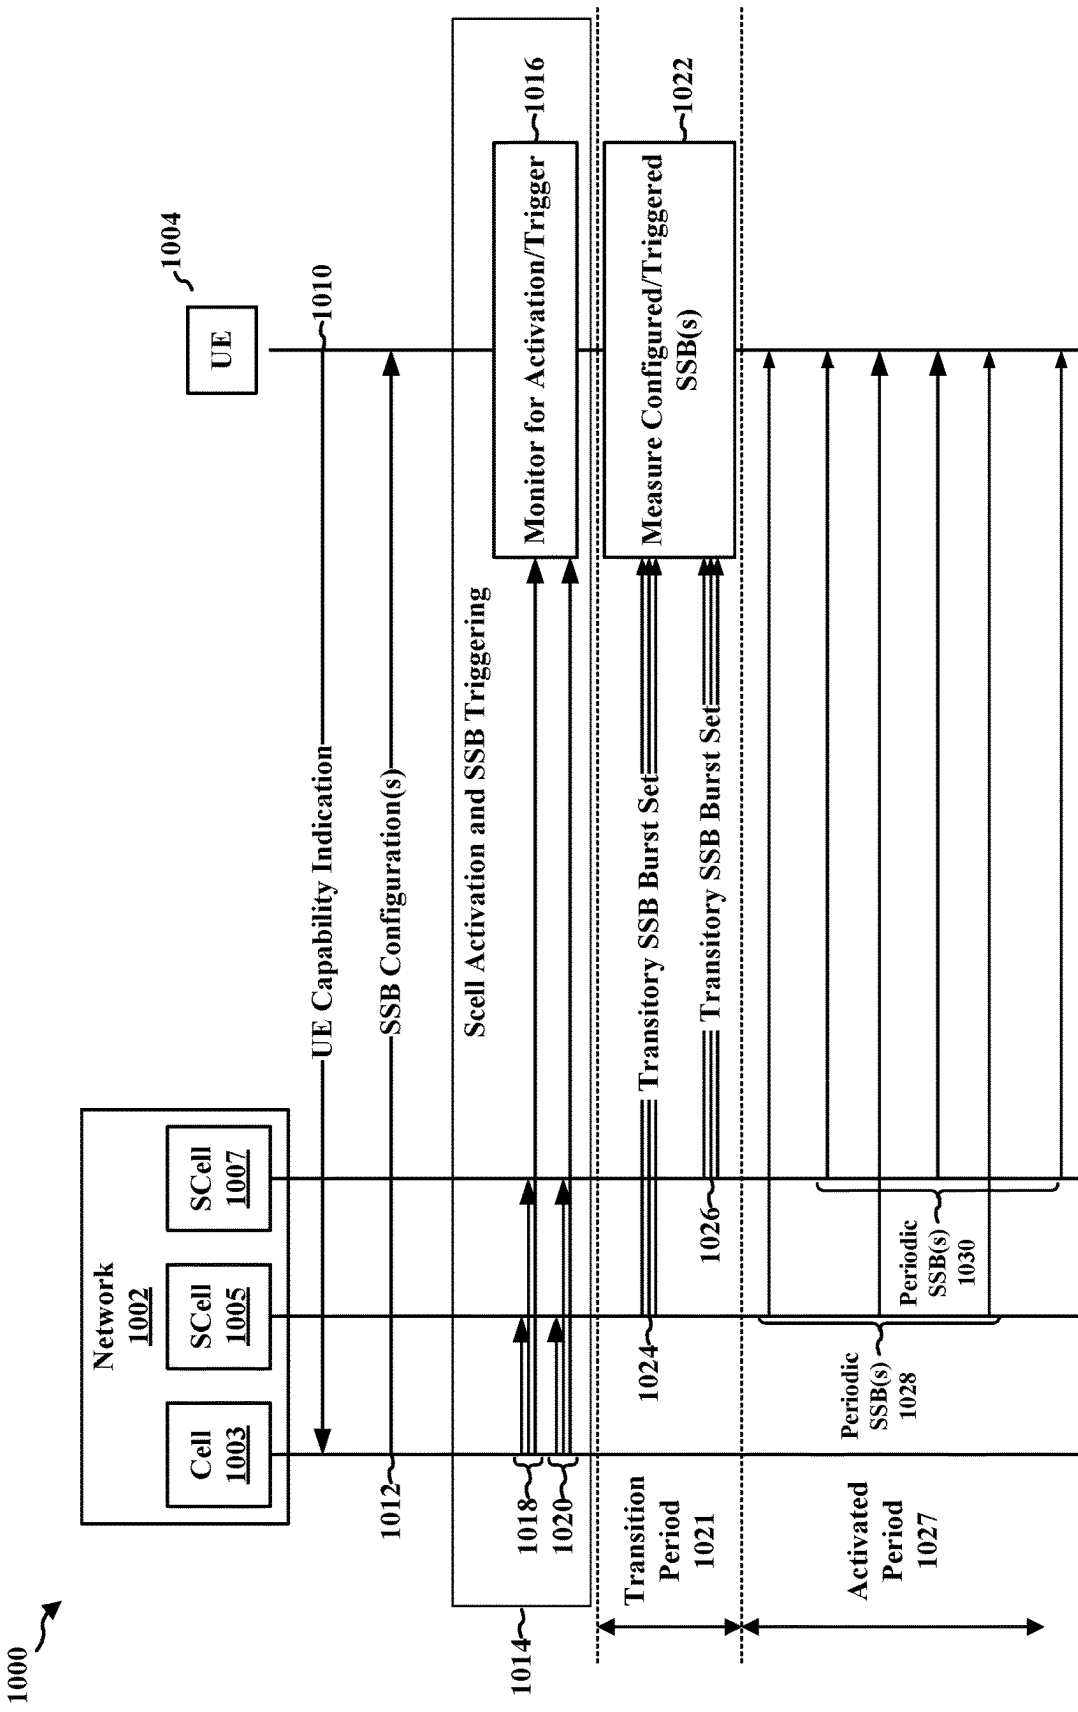 1000
Network
1002
Cell
1003
SCell
1005
SCell
1007
UE
1004
UE Capability Indication
1010
SSB Configuration(s)
1012
1014
Scell Activation and SSB Triggering
Monitor for Activation/Trigger
1016
1018
1020
Transition
Period
1021
Measure Configured/Triggered
SSB(s)
1022
1024
Transitory SSB Burst Set
1026
Transitory SSB Burst Set
Activated
Period
1027
Periodic
SSB(s)
1028
Periodic
SSB(s)
1030